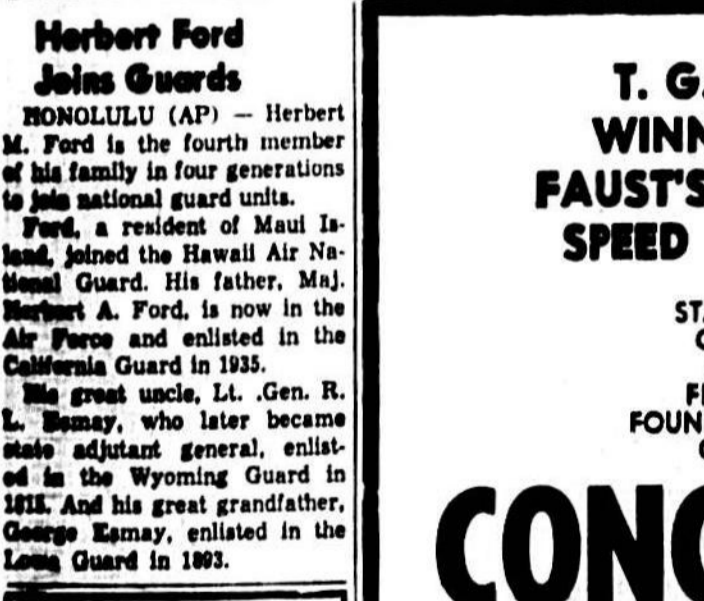 Herbert Ford
Joins Guards
HONOLULU (AP) — Herbert
M. Ford is the fourth member
of his family in four generations
to join national guard units.
Ford, a resident of Maui Is-
land, joined the Hawaii Air Na-
tional Guard. His father, Maj.
Herbert A. Ford, is now in the
Air Force and enlisted in the
California Guard in 1935.
His great uncle, Lt. .Gen. R.
L. Esmay, who later became
state adjutant general, enlist-
ed in the Wyoming Guard in
And his great grandfather,
George Esmay, enlisted in the
Iowa Guard in 1893.
T. G.
WINN
FAUST'S
SPEED
ST
F
FOUN
CON